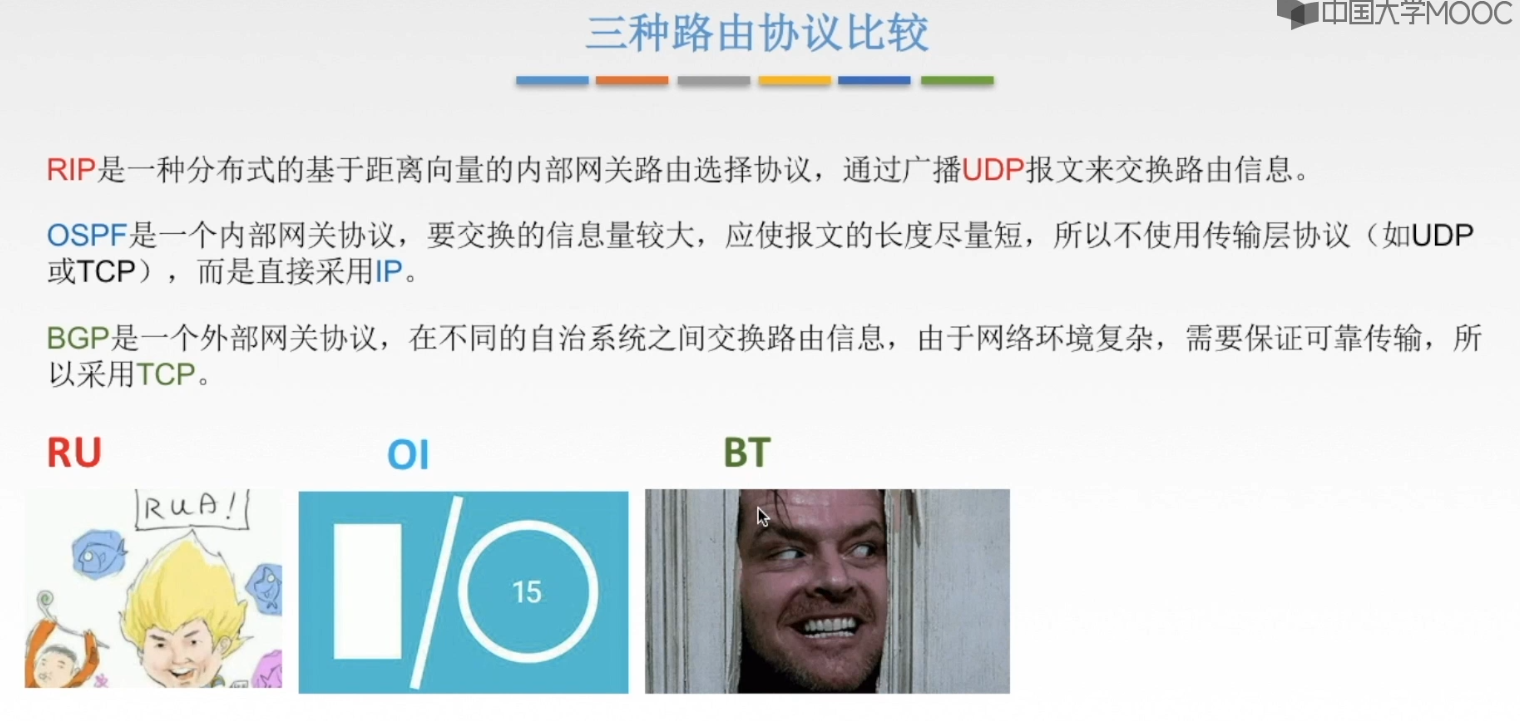 中国大学MOOC
三种路由协议比较
RIP是一种分布式的基于距离向量的内部网关路由选择协议，通过广播UDP报文来交换路由信息。
OSPF是一个内部网关协议，要交换的信息量较大，应使报文的长度尽量短，所以不使用传输层协议（如UDP
或TCP），而是直接采用IP。
BGP是一个外部网关协议，在不同的自治系统之间交换路由信息，由于网络环境复杂，需要保证可靠传输，所
以采用TCP。
RU
OI
BT
RUA!
15